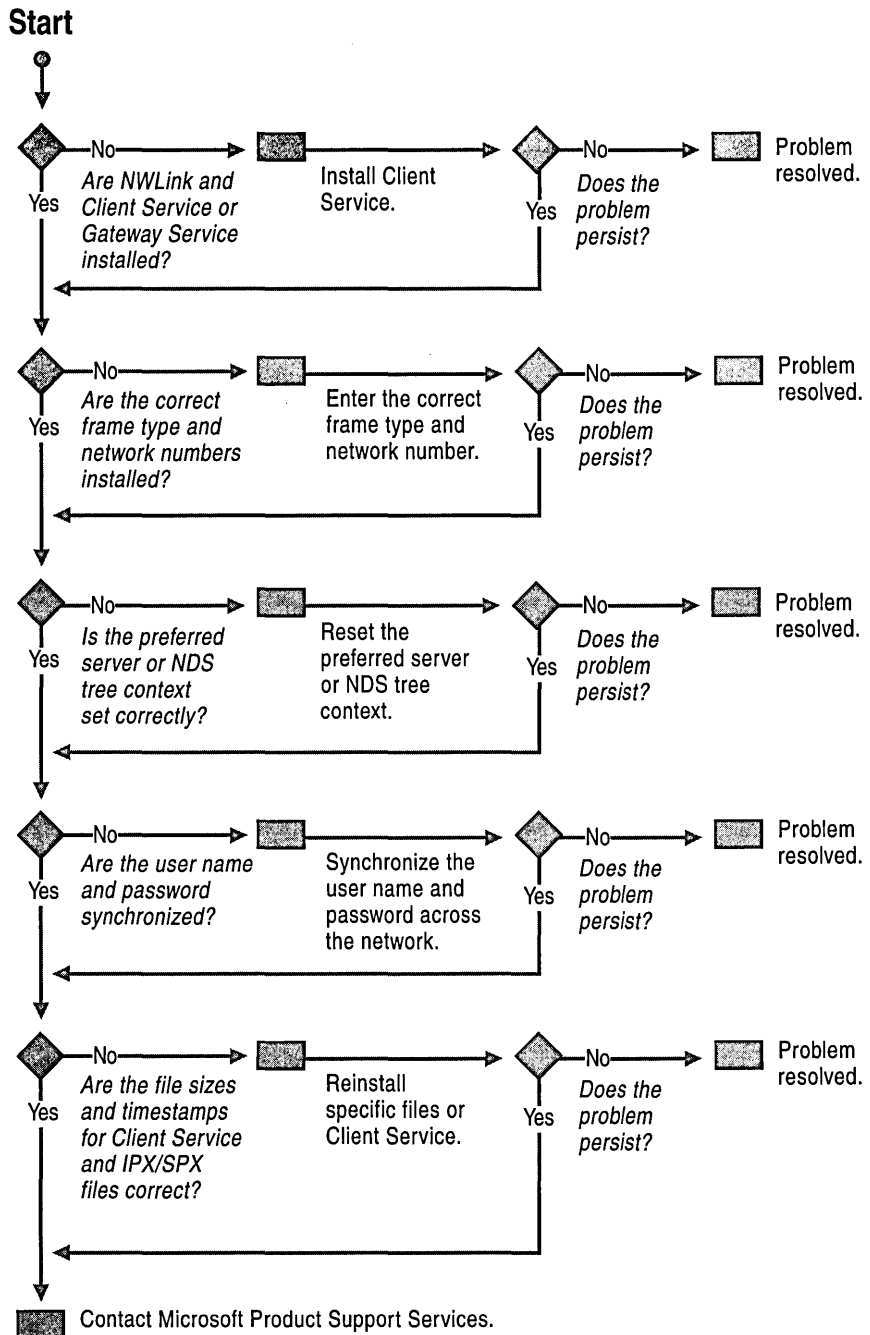 Start
No
No
Problem
resolved.
Are NWLink and
Client Service or
Gateway Service
installed?
Yes
Install Client
Service.
Does the
problem
persist?
Yes
No
No
Problem
resolved.
Are the correct
frame type and
network numbers
installed?
Yes
Enter the correct
frame type and
network number.
Does the
problem
persist?
Yes
No
No
Problem
resolved.
Is the preferred
server or NDS
tree context
set correctly?
Yes
Reset the
preferred server
or NDS tree
context.
Does the
problem
persist?
Yes
No
No
Problem
resolved.
Are the user name
and password
synchronized?
Yes
Synchronize the
user name and
password across
the network.
Does the
problem
persist?
Yes
No
No
Problem
resolved.
Are the file sizes
and timestamps
for Client Service
and IPX/SPX
files correct?
Yes
Reinstall
specific files or
Client Service.
Does the
problem
persist?
Yes
Contact Microsoft Product Support Services.